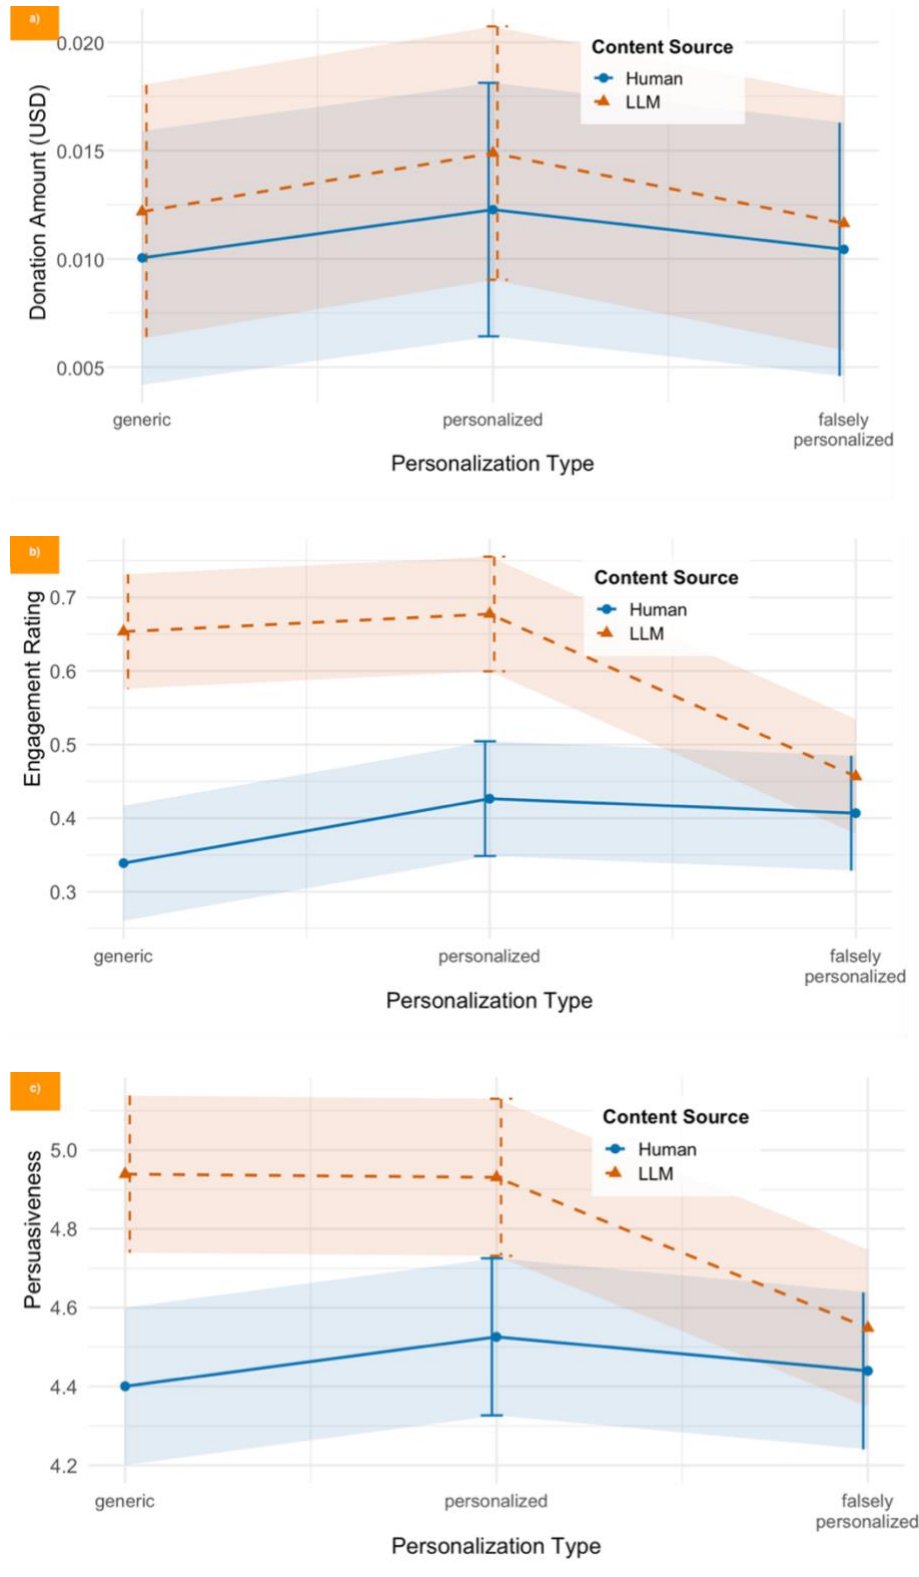 a)
Donation Amount (USD)
0.020
0.015
0.010
0.005
Content Source
Human
LLM
generic
personalized
falsely
personalized
Personalization Type
b)
Engagement Rating
0.7
0.6
0.5
0.4
0.3
Content Source
Human
LLM
generic
personalized
falsely
personalized
Personalization Type
c)
Persuasiveness
5.0
4.8
4.6
4.4
4.2
Content Source
Human
LLM
generic
personalized
falsely
personalized
Personalization Type